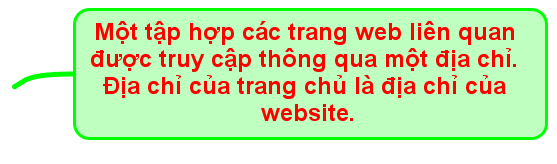 Một tập hợp các trang web liên quan
được truy cập thông qua một địa chỉ.
Địa chỉ của trang chủ là địa chỉ của
website.